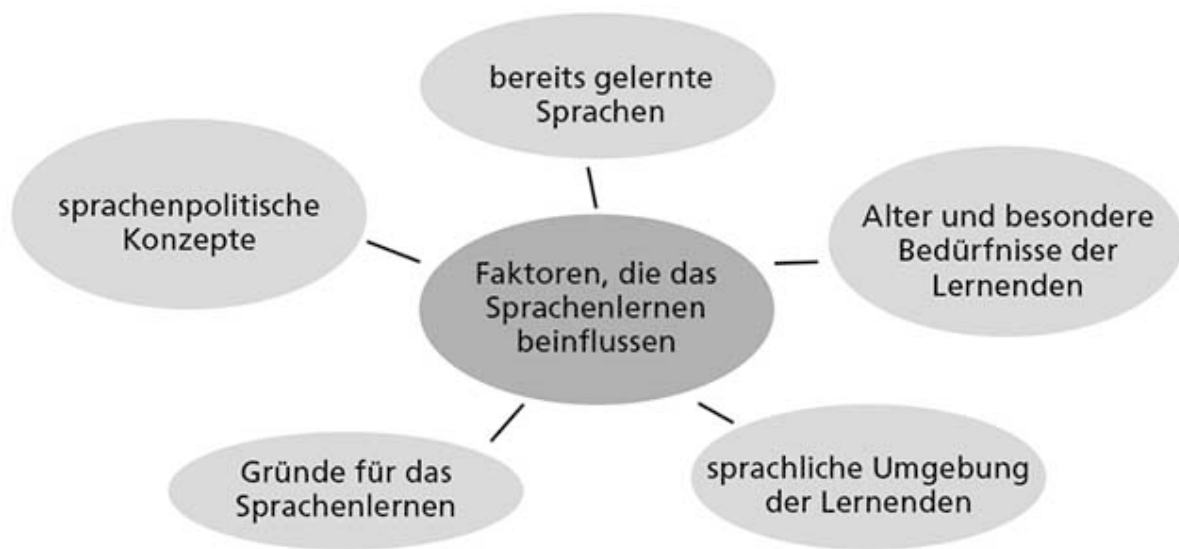 bereits gelernte
Sprachen
sprachenpolitische
Konzepte
Alter und besondere
Bedürfnisse der
Lernenden
Faktoren, die das
Sprachenlernen
beinflussen
Gründe für das
Sprachenlernen
sprachliche Umgebung
der Lernenden